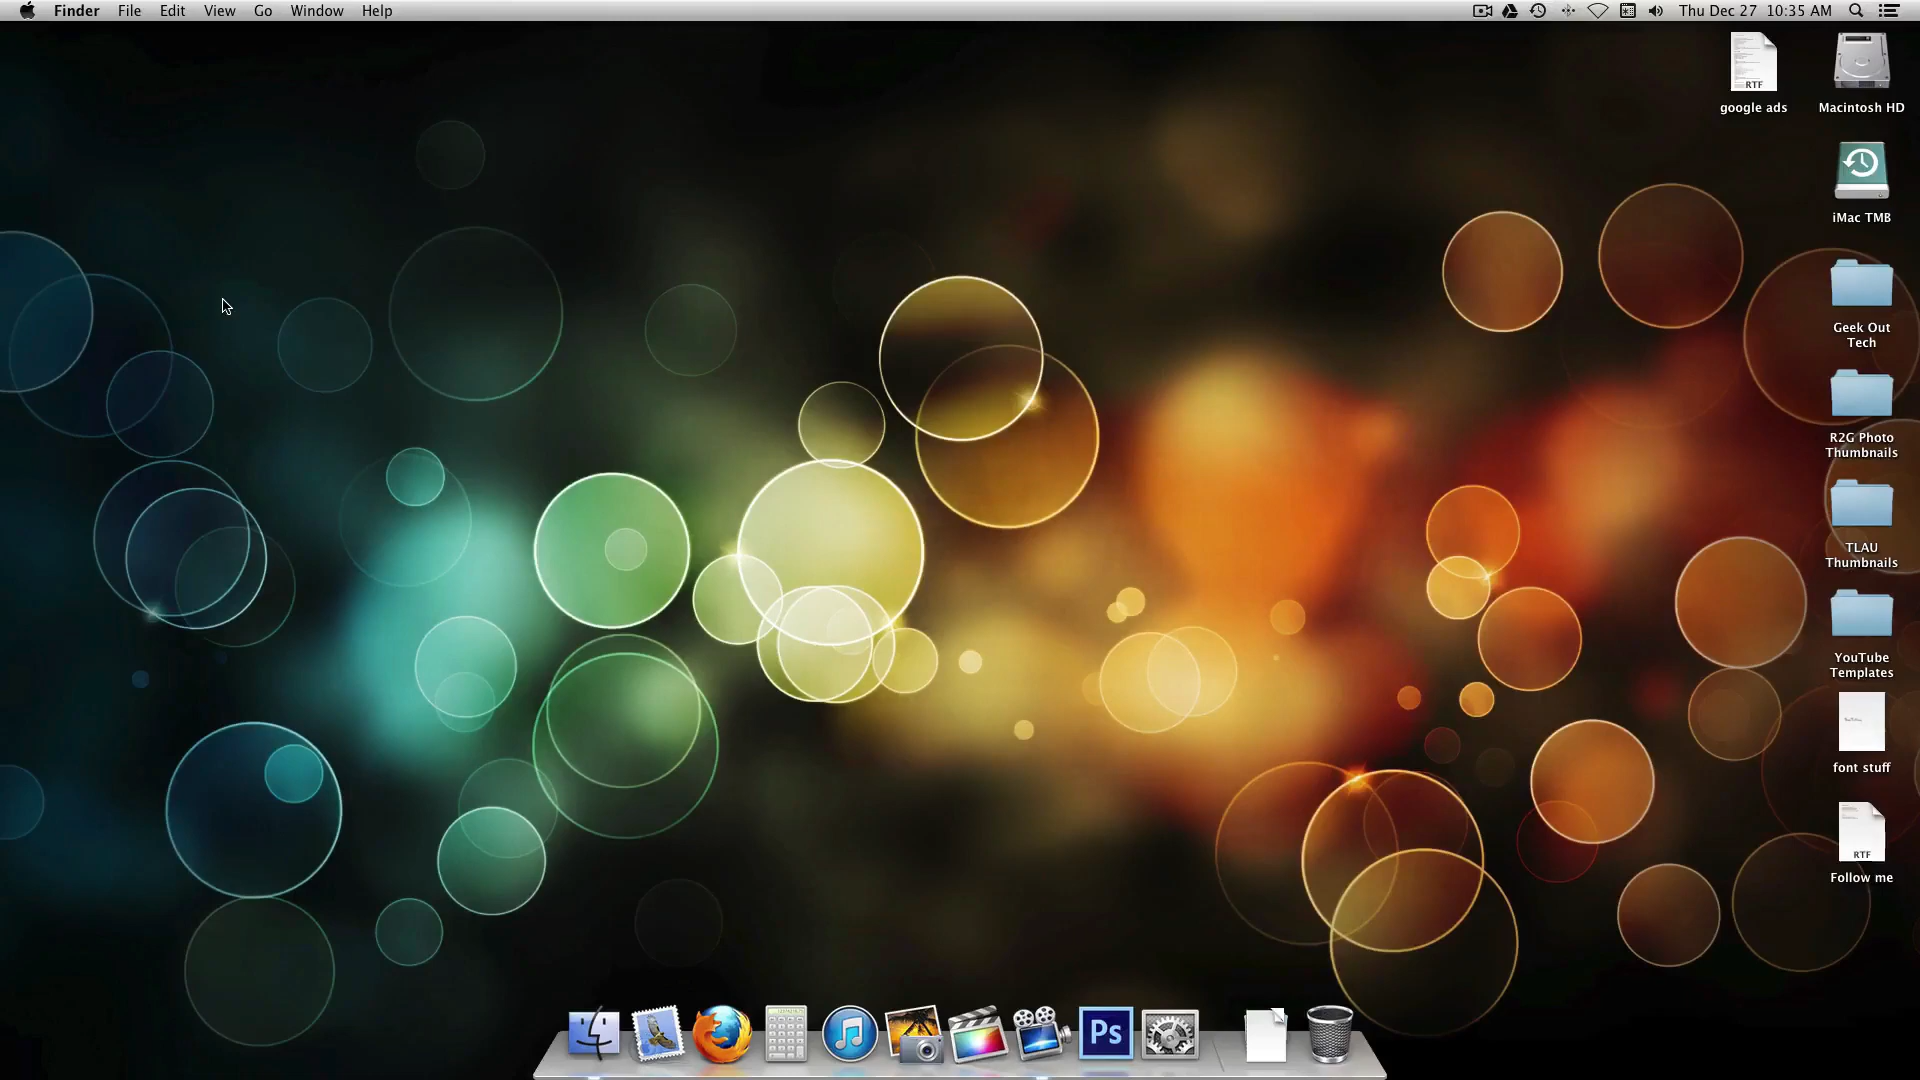 Finder File Edit View Go Window Help
Thu Dec 27 10:35 AM
RTF
google ads
Macintosh HD
iMac TMB
Geek Out
Tech
R2G Photo
Thumbnails
TLAU
Thumbnails
YouTube
Templates
font stuff
RTF
Follow me
Ps